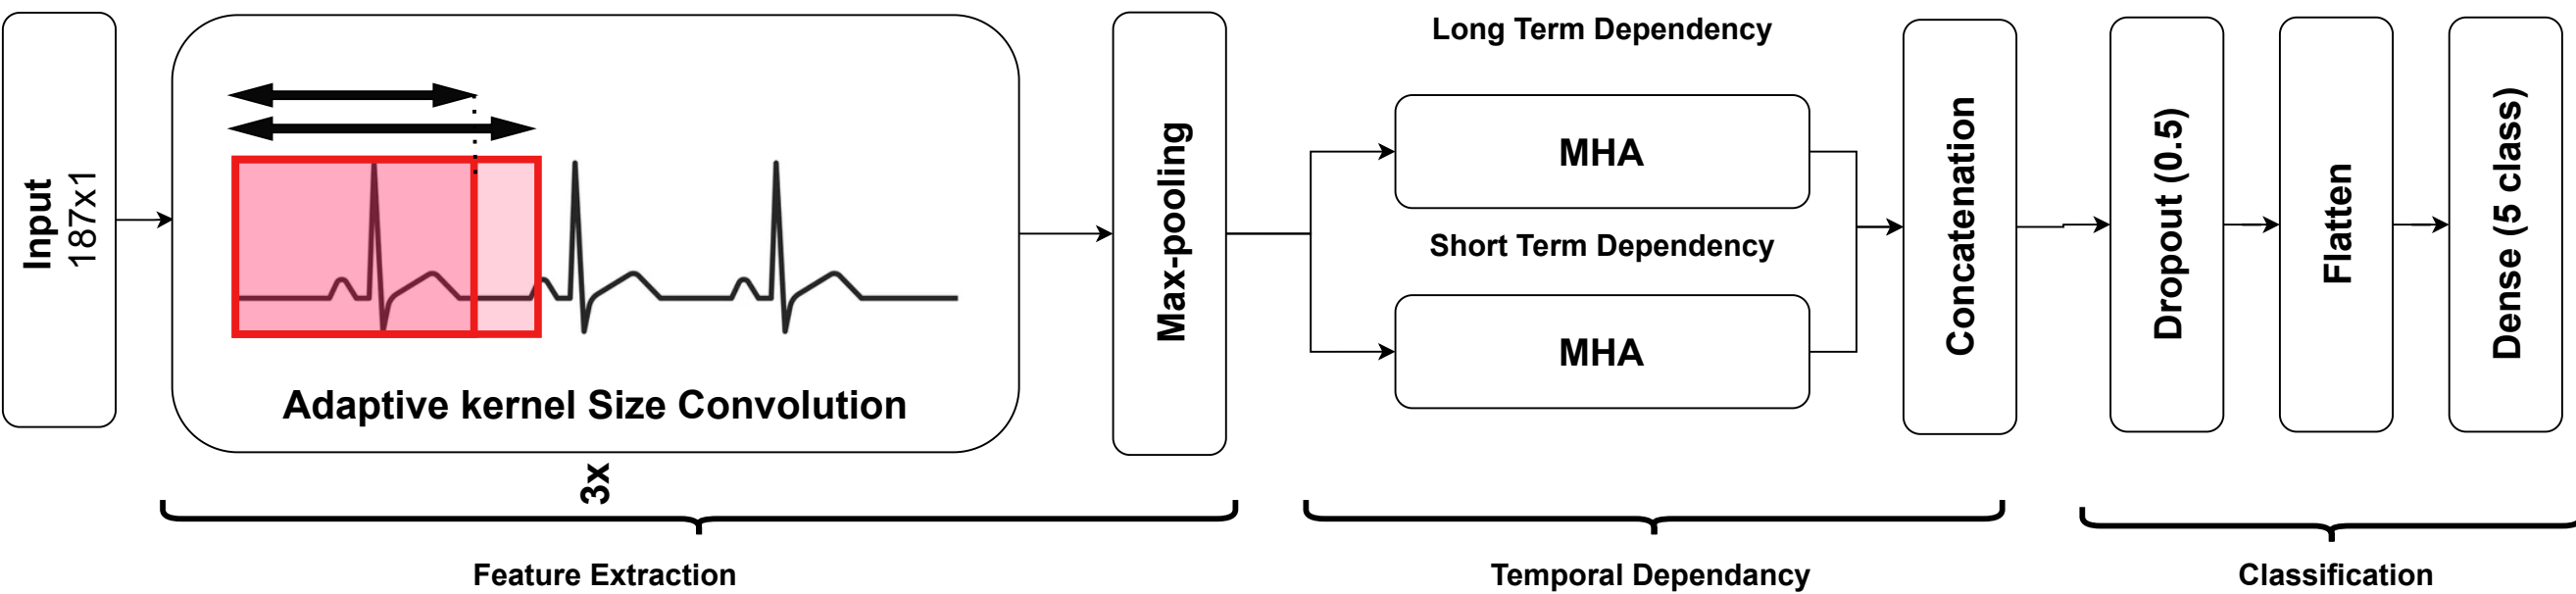 Input
187x1
Adaptive kernel Size Convolution
3x
Max-pooling
Long Term Dependency
MHA
Short Term Dependency
MHA
Concatenation
Dropout (0.5)
Flatten
Dense (5 class)
Feature Extraction
Temporal Dependancy
Classification